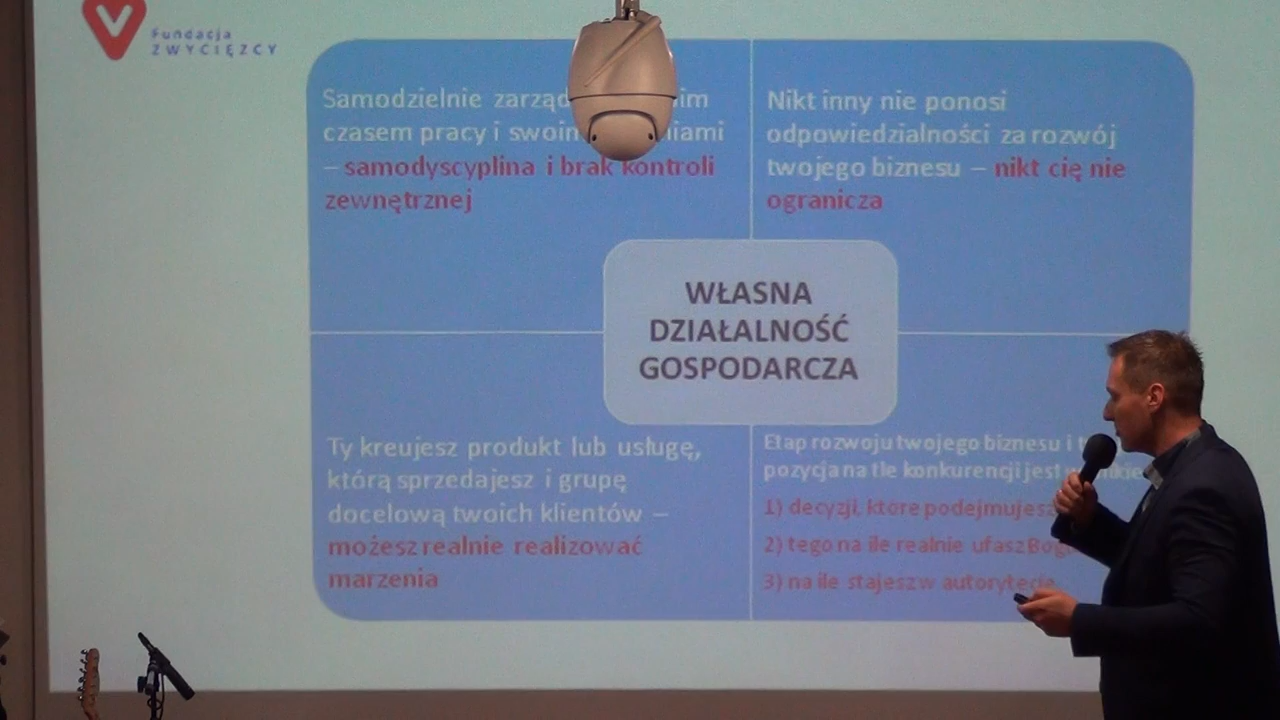 Fundacja
ZWYCIĘZCY
Samodzielnie
czasem pracy i
– samodyscyplina i brak kontroli
zewnętrznej
Nikt inny nie ponosi
odpowiedzialności za rozwój
twojego biznesu – nikt cię nie
ogranicza
WŁASNA
DZIAŁALNOŚĆ
GOSPODARCZA
Ty kreujesz produkt lub usługę,
którą sprzedajesz i grupę
docelową twoich klientów –
możesz realnie realizować
marzenia
Etap rozwoju twojego biznesu i
pozycja na tle konkurencji jest
1) decyzji, które podejmujesz
2) tego na ile realnie ufasz
3) na ile stajesz w autorytecie